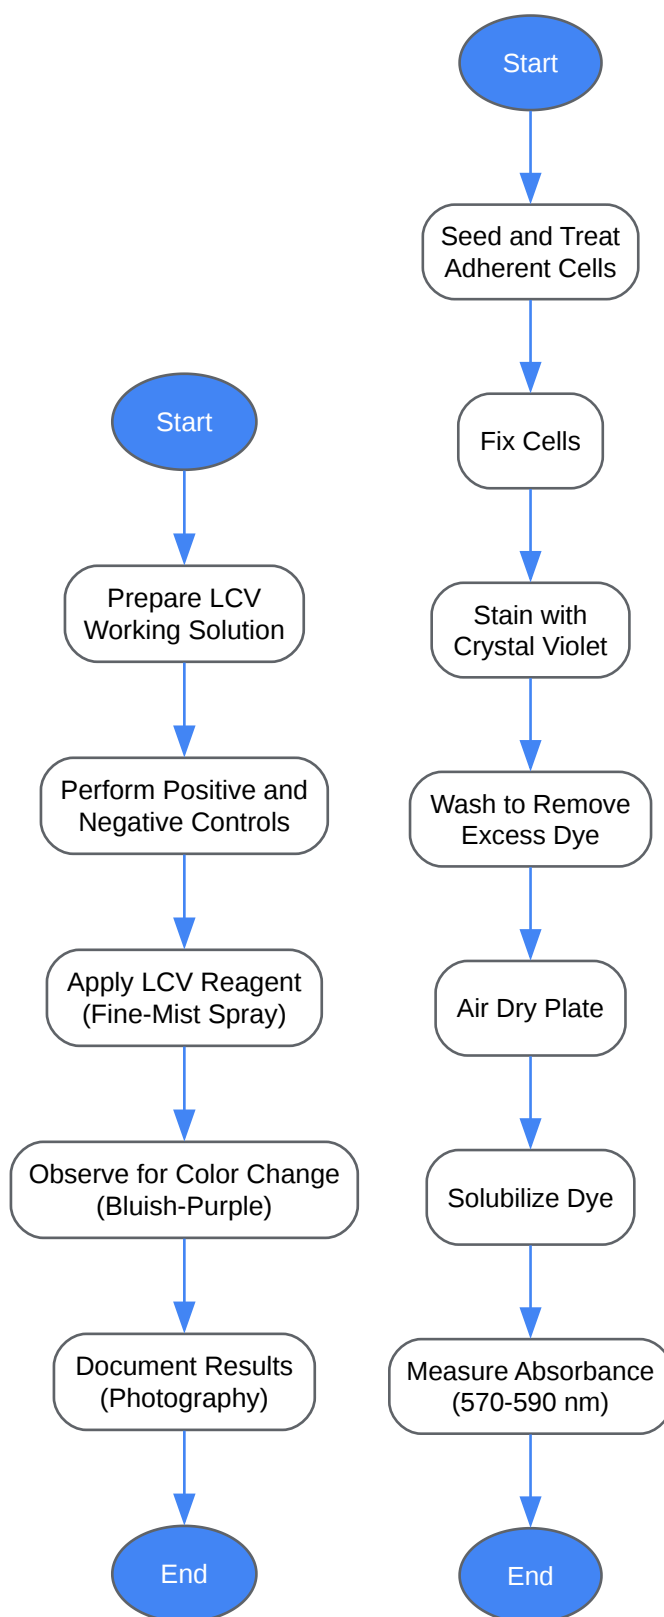 Start
Prepare LCV
Working Solution
Perform Positive and
Negative Controls
Apply LCV Reagent
(Fine-Mist Spray)
Observe for Color Change
(Bluish-Purple)
Document Results
(Photography)
End
Start
Seed and Treat
Adherent Cells
Fix Cells
Stain with
Crystal Violet
Wash to Remove
Excess Dye
Air Dry Plate
Solubilize Dye
Measure Absorbance
(570-590 nm)
End